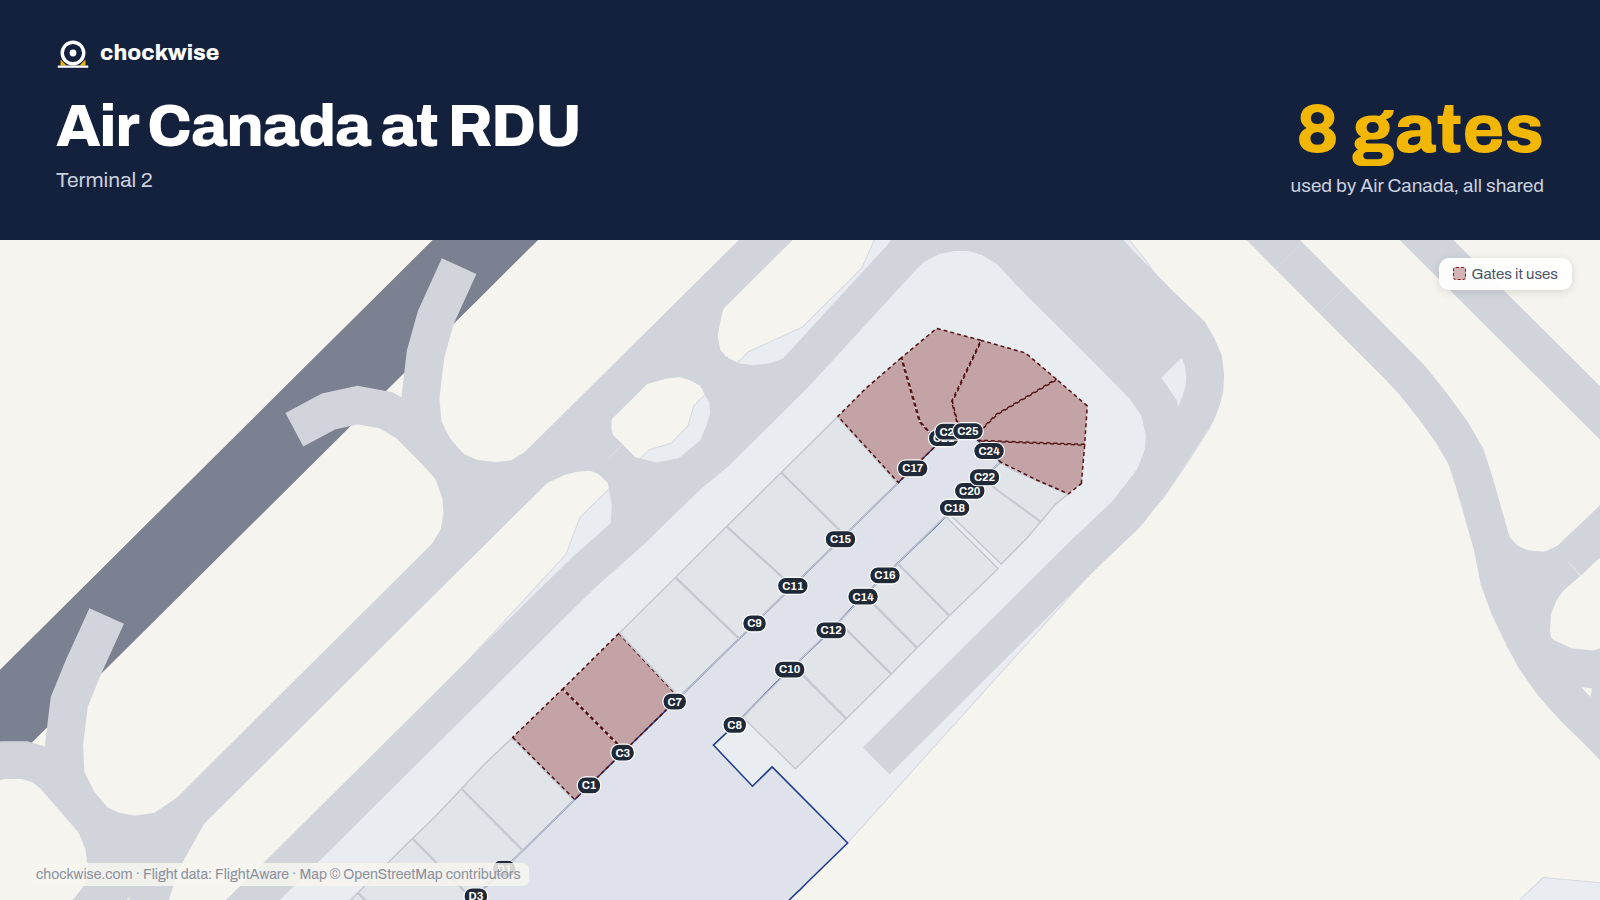 chockwise
Air Canada at RDU
Terminal 2
8 gates
used by Air Canada, all shared
Gates it uses
C25
C24
C17
C22
C20
C18
C15
C16
C11
C14
C9
C12
C10
C7
C8
C3
C1
chockwise.com · Flight data: FlightAware · Map © OpenStreetMap contributors
D3